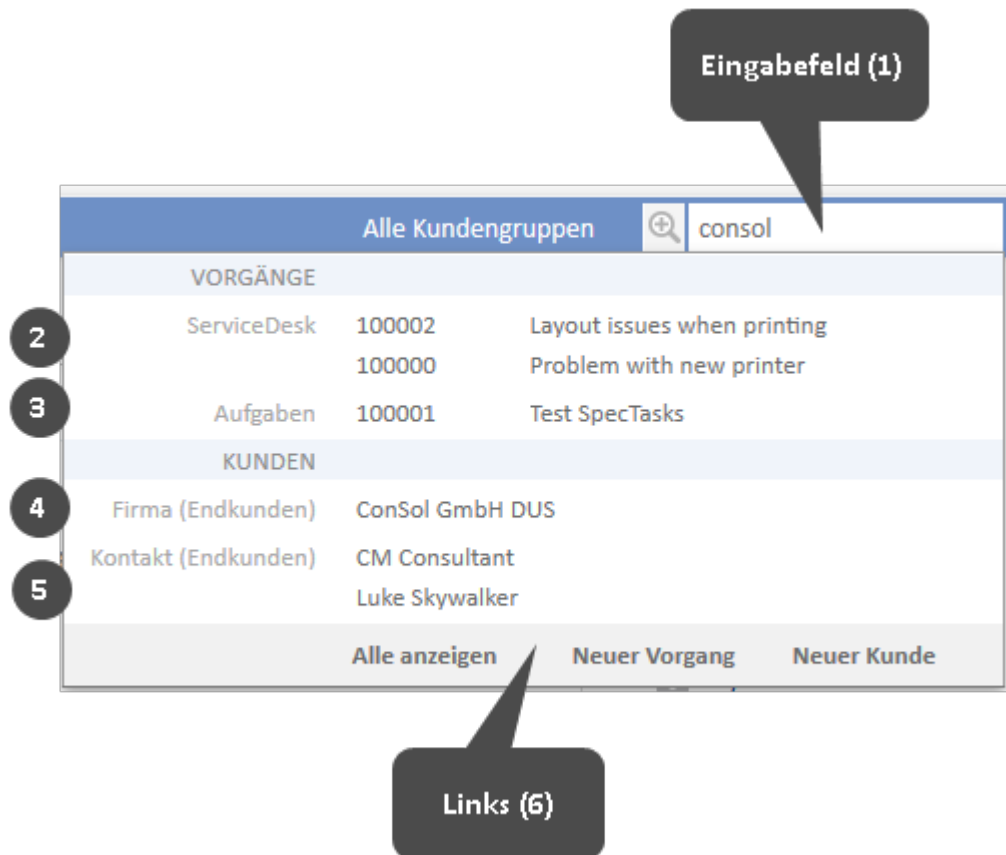 Eingabefeld (1)
Alle Kundengruppen consol
VORGÄNGE
2 ServiceDesk 100002 Layout issues when printing
100000 Problem with new printer
3 Aufgaben 100001 Test SpecTasks
KUNDEN
4 Firma (Endkunden) ConSol GmbH DUS
Kontakt (Endkunden) CM Consultant
5 Luke Skywalker
Alle anzeigen Neuer Vorgang Neuer Kunde
Links (6)